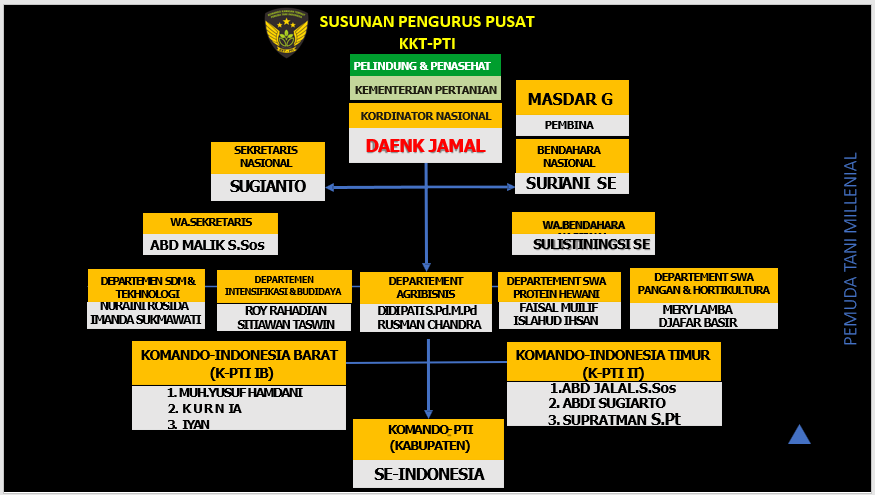 SUSUNAN PENGURUS PUSAT
KKT-PTI
PELINDUNG & PENASEHAT
KEMENTERIAN PERTANIAN
KORDINATOR NASIONAL
DAENK JAMAL
MASDAR G
PEMBINA
SEKRETARIS
NASIONAL
SUGIANTO
BENDAHARA
NASIONAL
SURIANI SE
WA.SEKRETARIS
ABD MALIK S.Sos
WA.BENDAHARA
SULISTININGSI SE
DEPARTEMEN SDM &
TEKHNOLOGI
NURAINI ROSIDA
IMANDA SUKMAWATI
DEPARTEMEN
INTENSIFIKASI & BUDIDAYA
ROY RAHADIAN
SITIAWAN TASWIN
DEPARTEMENT
AGRIBISNIS
DIDIPATI S.Pd.M.Pd
RUSMAN CHANDRA
DEPARTEMENT SWA
PROTEIN HEWANI
FAISAL MUILIF
ISLAHUD IHSAN
DEPARTEMENT SWA
PANGAN & HORTIKULTURA
MERY LAMBA
DJAFAR BASIR
KOMANDO-INDONESIA BARAT
(K-PTI IB)
1. MUH.YUSUF HAMDANI
2. K U R N IA
3. IYAN
KOMANDO-INDONESIA TIMUR
(K-PTI IT)
1.ABD JALAL.S.Sos
2. ABDI SUGIARTO
3. SUPRATMAN S.Pt
KOMANDO-PTI
(KABUPATEN)
SE-INDONESIA
PEMUDA TANI MILLENIAL